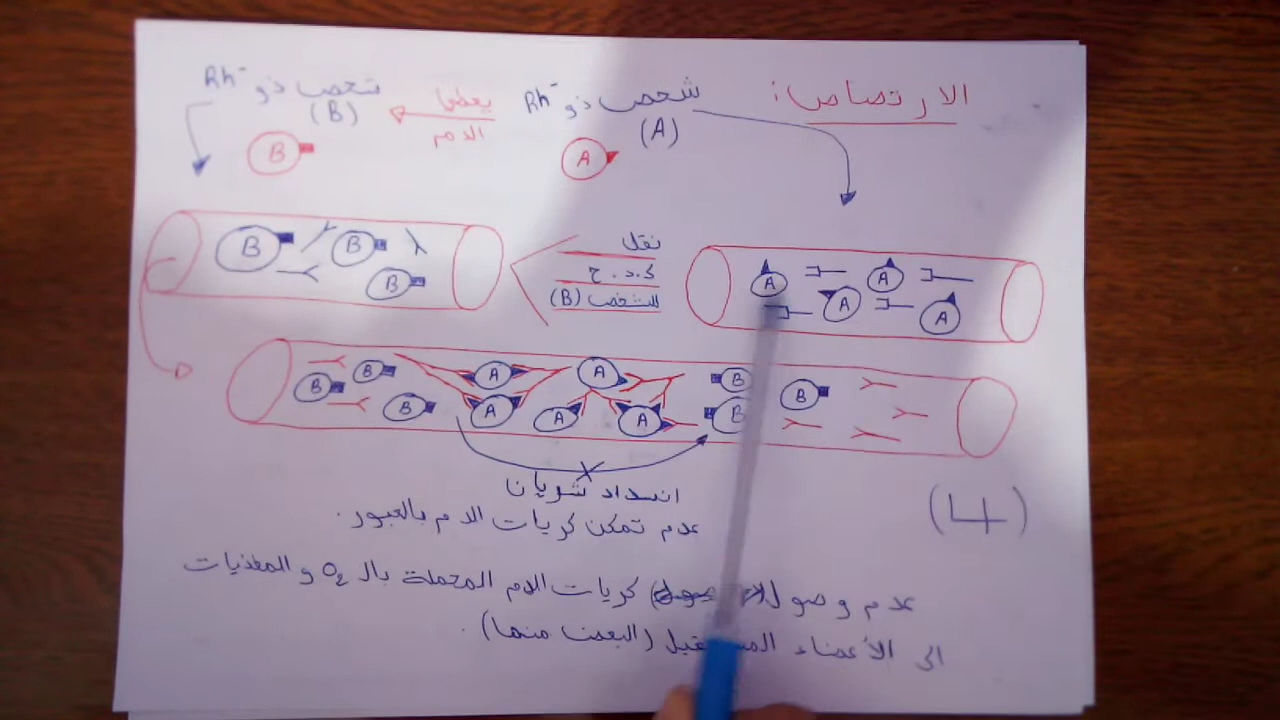 الارتصاص:
شخص ذو Rh⁻
(A)
A
يعطي
الدم
شخص ذو Rh⁻
(B)
B
نقل
ك.د.ح
للشخص (B)
B B B
A A A A
B B B A A A A A B B B
انسداد شريان
عدم تمكن كريات الدم بالعبور.
(4)
عدم وصول كريات الدم المحملة بالـ O₂ و المغذيات
الى الأعضاء (البعض منها).